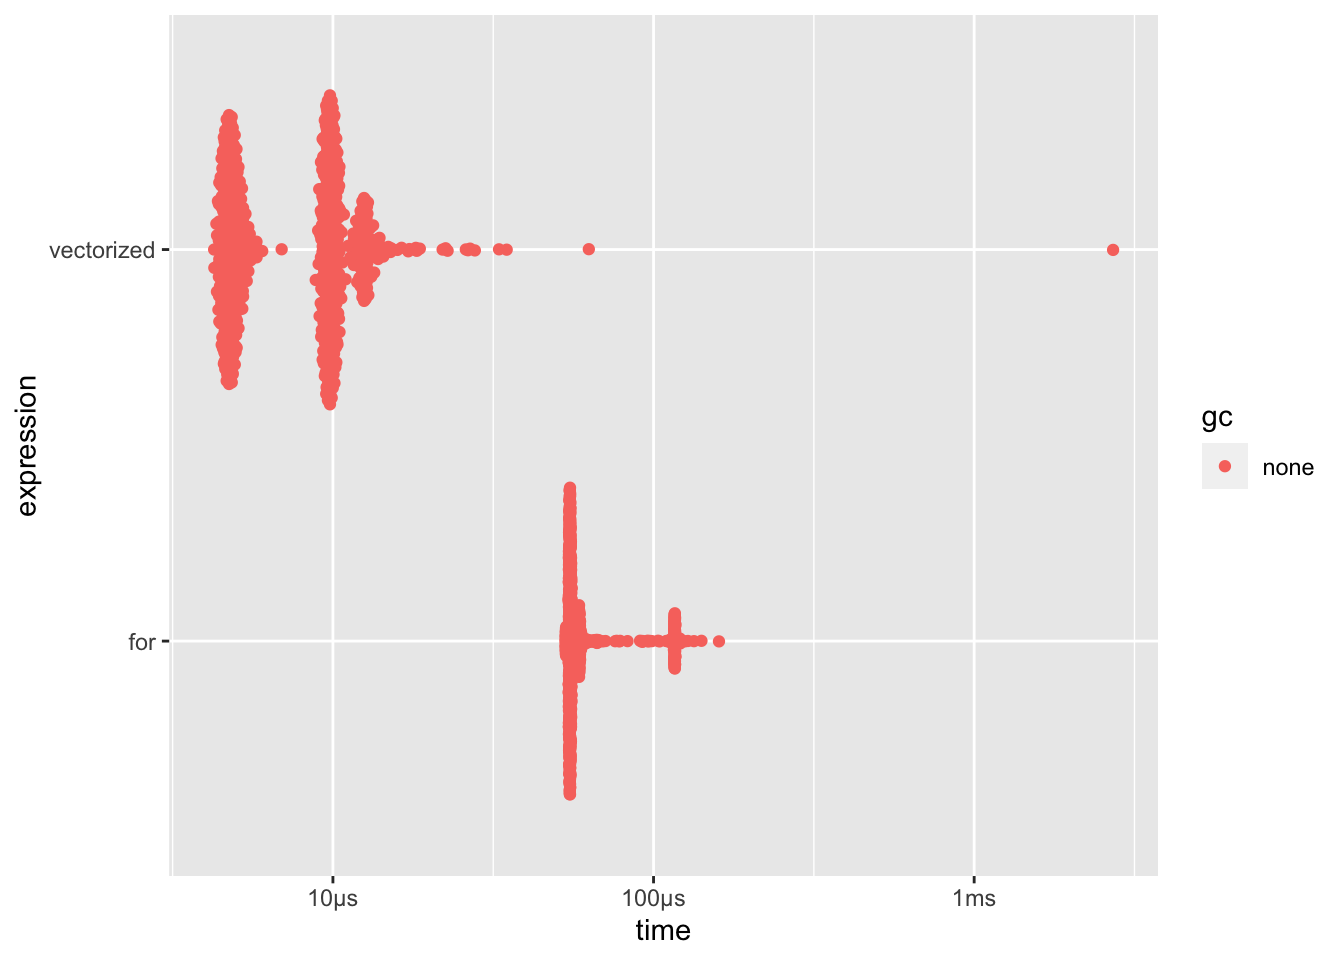 vectorized
for
expression
10µs
100µs
1ms
time
gc
none